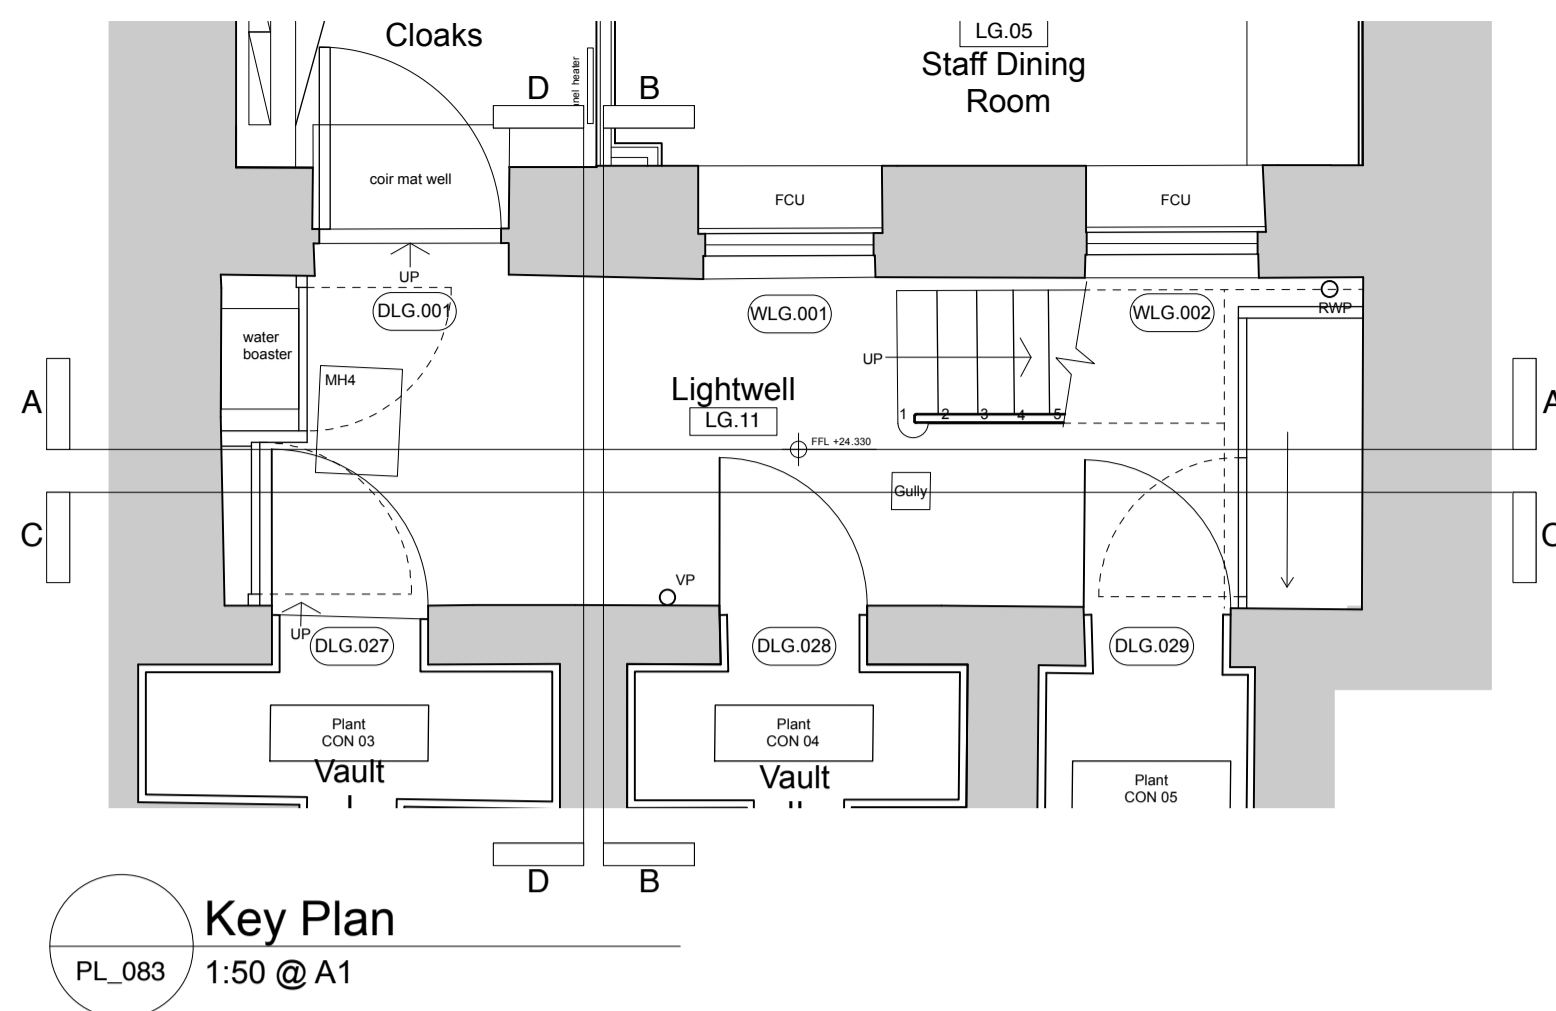 Cloaks
LG.05
Staff Dining
Room
D
B
coir mat well
FCU
FCU
UP
DLG.001
WLG.001
WLG.002
RWP
water
boaster
MH4
UP
Lightwell
LG.11
1 2 3 4 5
A
A
FFL +24.330
Gully
C
C
VP
UP
DLG.027
DLG.028
DLG.029
Plant
CON 03
Vault
I
Plant
CON 04
Vault
II
Plant
CON 05
D
B
Key Plan
PL_083
1:50 @ A1